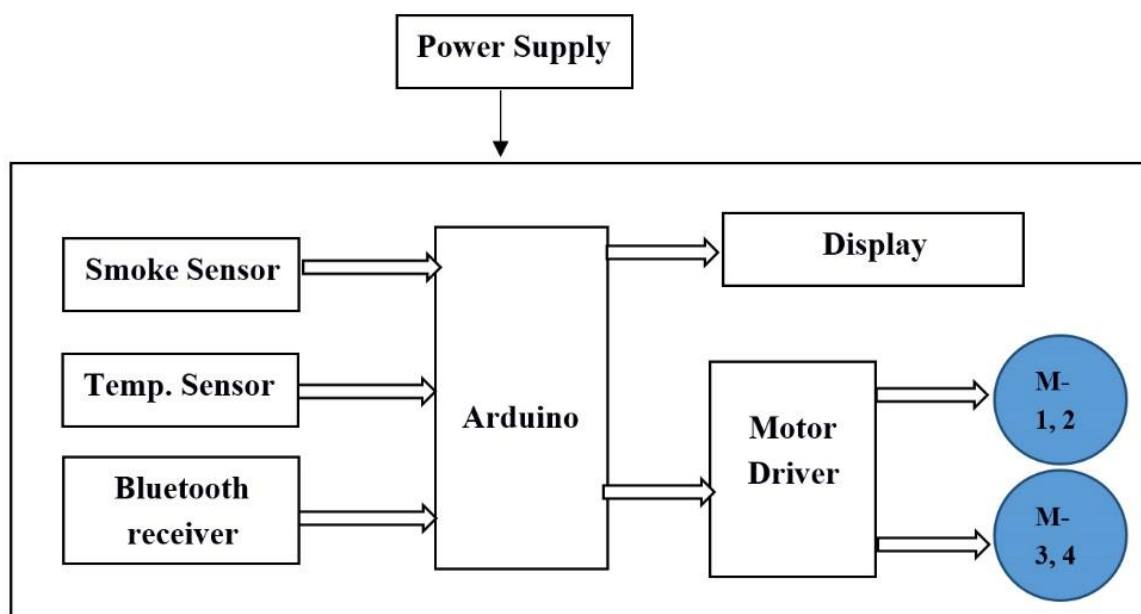 Power Supply
Smoke Sensor
Temp. Sensor
Bluetooth
receiver
Arduino
Display
Motor
Driver
M-
1, 2
M-
3, 4